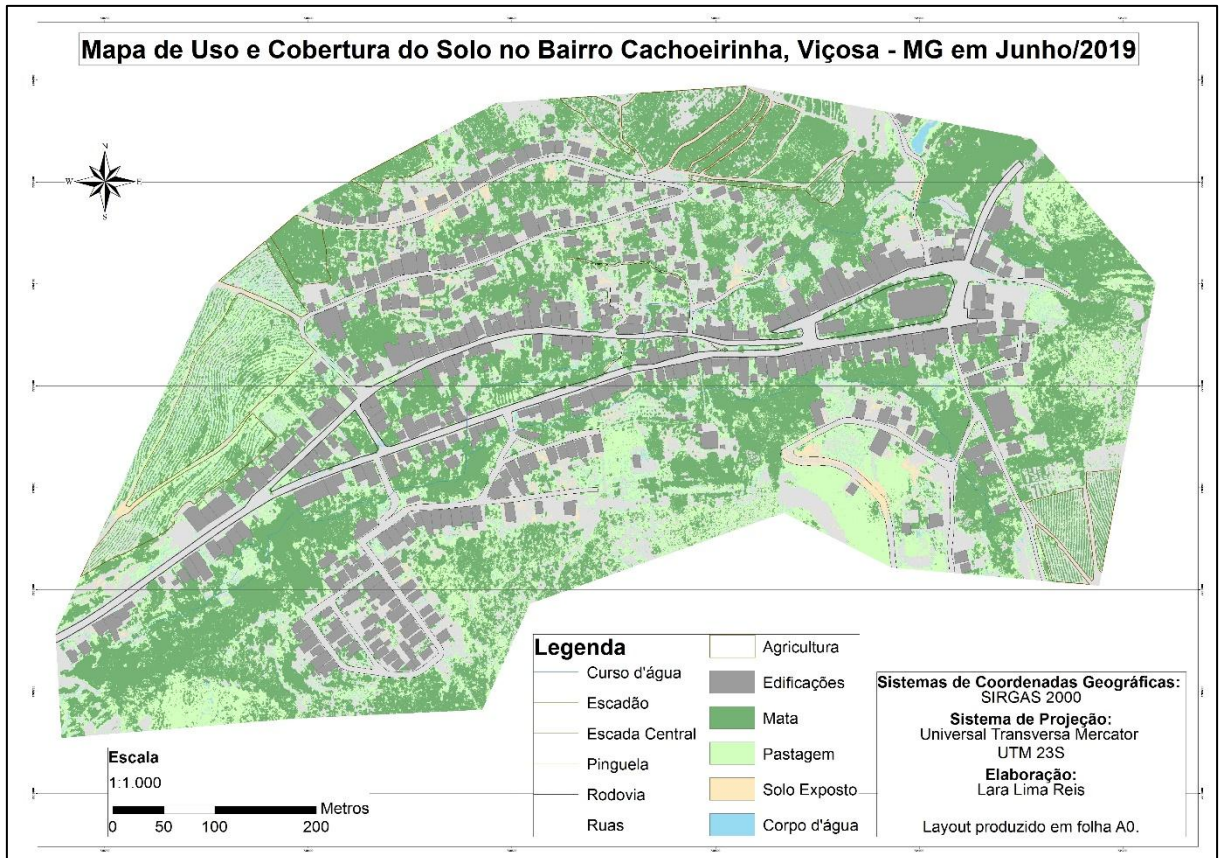 Mapa de Uso e Cobertura do Solo no Bairro Cachoeirinha, Viçosa - MG em Junho/2019
N
W
E
S
Legenda
Curso d'água
Escadão
Escada Central
Pinguela
Rodovia
Ruas
Agricultura
Edificações
Mata
Pastagem
Solo Exposto
Corpo d'água
Sistemas de Coordenadas Geográficas:
SIRGAS 2000
Sistema de Projeção:
Universal Transversa Mercator
UTM 23S
Elaboração:
Lara Lima Reis
Layout produzido em folha A0.
Escala
1:1.000
Metros
0 50 100 200